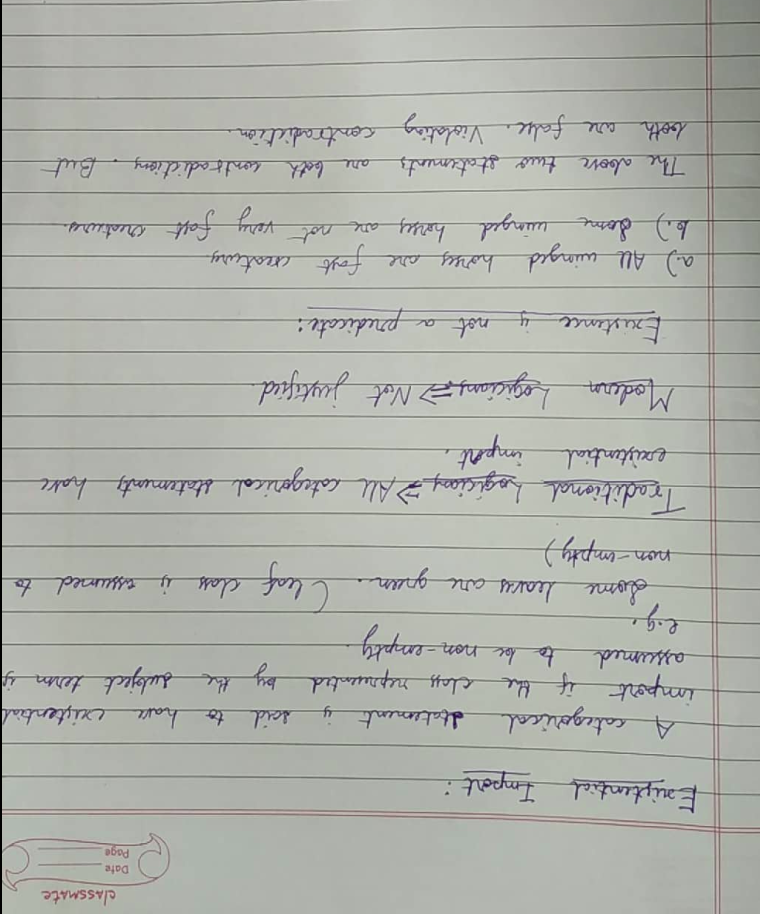 classmate
Date
Page
Existential Import:
A categorical statement is said to have existential
import if the class represented by the subject term is
assumed to be non-empty.
e.g.
Some leaves are green. (leaf class is assumed to
non-empty)
Traditional Logicians ⇒ All categorical statements have
existential import.
Modern Logicians ⇒ Not justified.
Existence is not a predicate:
a.) All winged horses are fast creatures
b.) Some winged horses are not very fast creatures.
The above two statements are both contradictions. But
both are false. Violating contradiction.